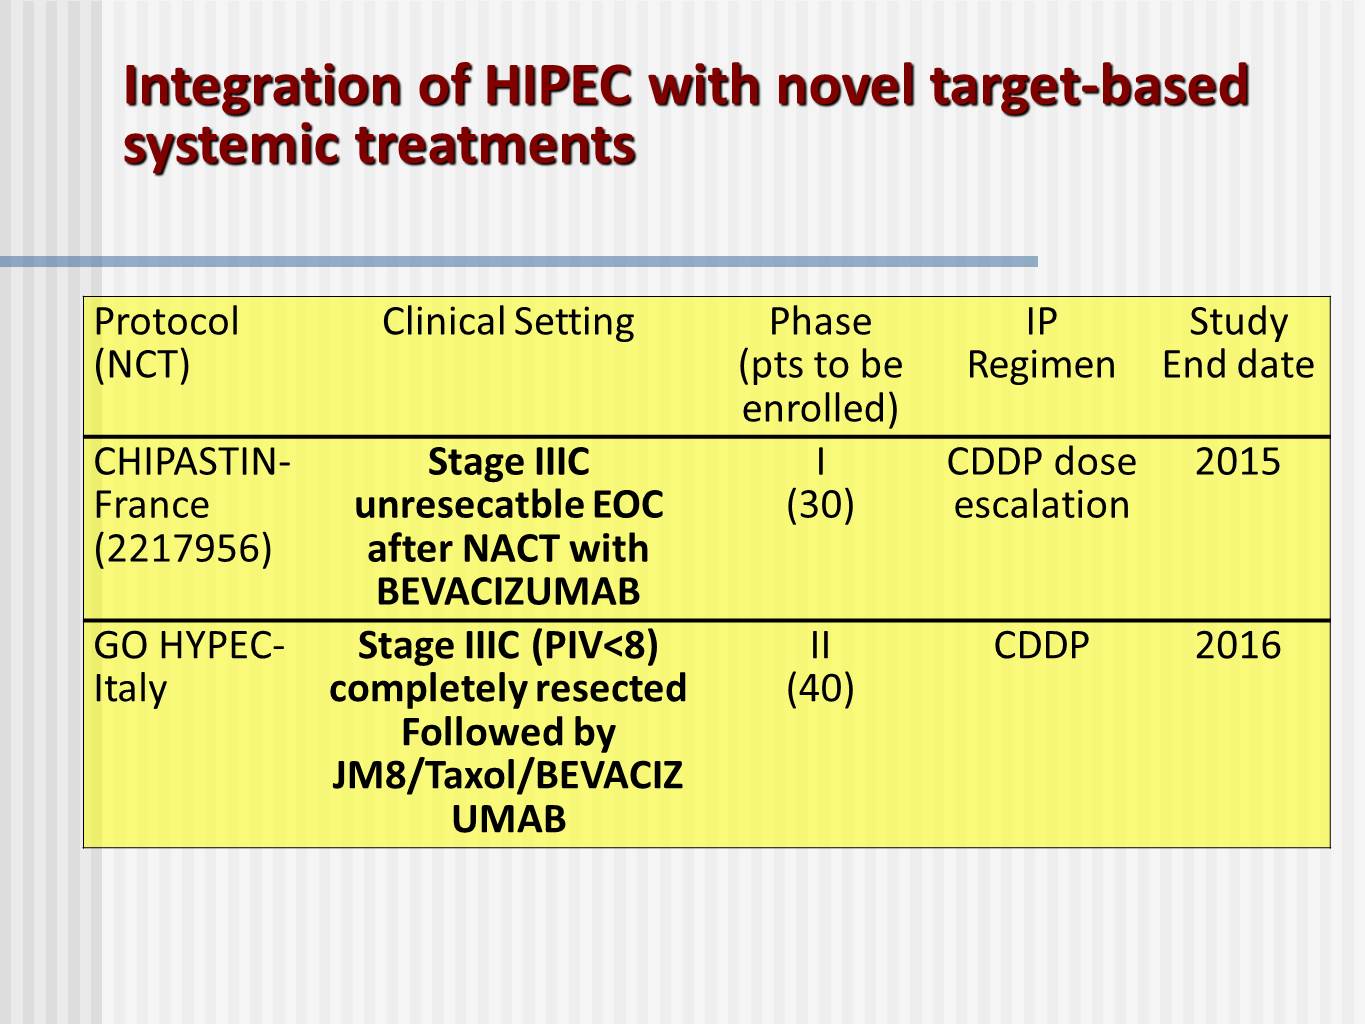 Integration of HIPEC with novel target-based
systemic treatments
Protocol
(NCT)
Clinical Setting
Phase
(pts to be
enrolled)
IP
Regimen
Study
End date
CHIPASTIN-
France
(2217956)
Stage IIIC
unresecatble EOC
after NACT with
BEVACIZUMAB
I
(30)
CDDP dose
escalation
2015
GO HYPEC-
Italy
Stage IIIC (PIV<8)
completely resected
Followed by
JM8/Taxol/BEVACIZ
UMAB
II
(40)
CDDP
2016